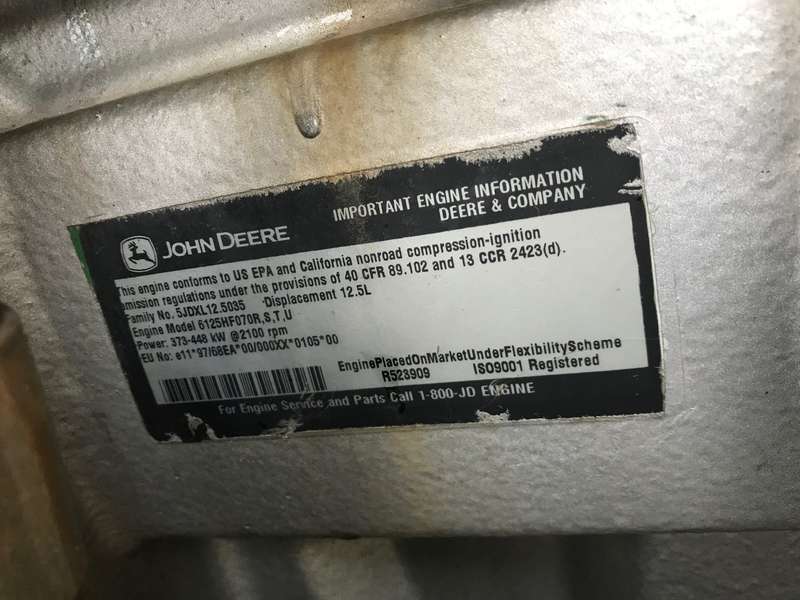 JOHN DEERE
IMPORTANT ENGINE INFORMATION
DEERE & COMPANY
This engine conforms to US EPA and California nonroad compression-ignition
emission regulations under the provisions of 40 CFR 89.102 and 13 CCR 2423(d).
Family No. 5JDXL12.5035 Displacement 12.5L
Engine Model 6125HF070R,S,T,U
Power: 373-448 kW @2100 rpm
EU No: e11*97/68EA*00/000XX*0105*00
EnginePlacedOnMarketUnderFlexibilityScheme
R523909 ISO9001 Registered
For Engine Service and Parts Call 1-800-JD ENGINE